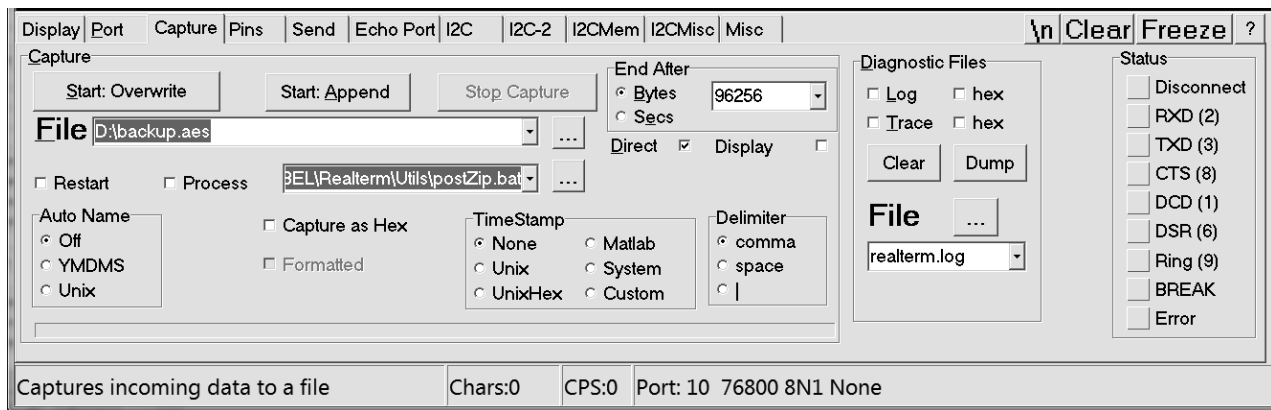 Display Port Capture Pins Send Echo Port I2C I2C-2 I2CMem I2CMisc Misc \n Clear Freeze ?
Capture
Start: Overwrite Start: Append Stop Capture
End After
Bytes 96256
Secs
File D:\backup.aes ...
Direct Display
Restart Process BEL\Realterm\Utils\postZip.bat ...
Auto Name
Off
YMDMS
Unix
Capture as Hex
Formatted
TimeStamp
None Matlab
Unix System
UnixHex Custom
Delimiter
comma
space
|
Diagnostic Files
Log hex
Trace hex
Clear Dump
File ...
realterm.log
Status
Disconnect
RXD (2)
TXD (3)
CTS (8)
DCD (1)
DSR (6)
Ring (9)
BREAK
Error
Captures incoming data to a file Chars:0 CPS:0 Port: 10 76800 8N1 None